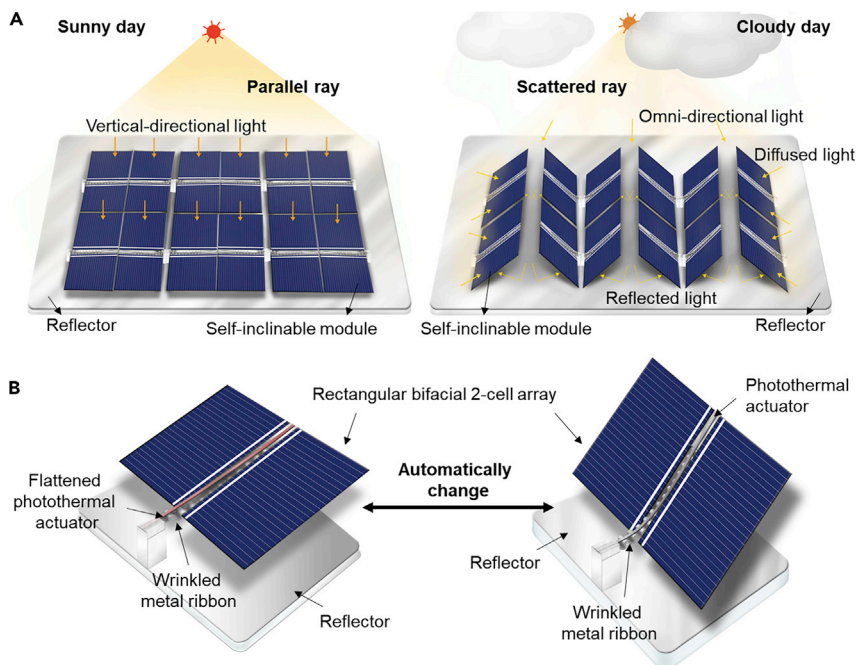 A
Sunny day
Parallel ray
Vertical-directional light
Reflector
Self-inclinable module
Cloudy day
Scattered ray
Omni-directional light
Diffused light
Reflected light
Self-inclinable module
Reflector
B
Rectangular bifacial 2-cell array
Flattened
photothermal
actuator
Wrinkled
metal ribbon
Reflector
Automatically
change
Photothermal
actuator
Reflector
Wrinkled
metal ribbon